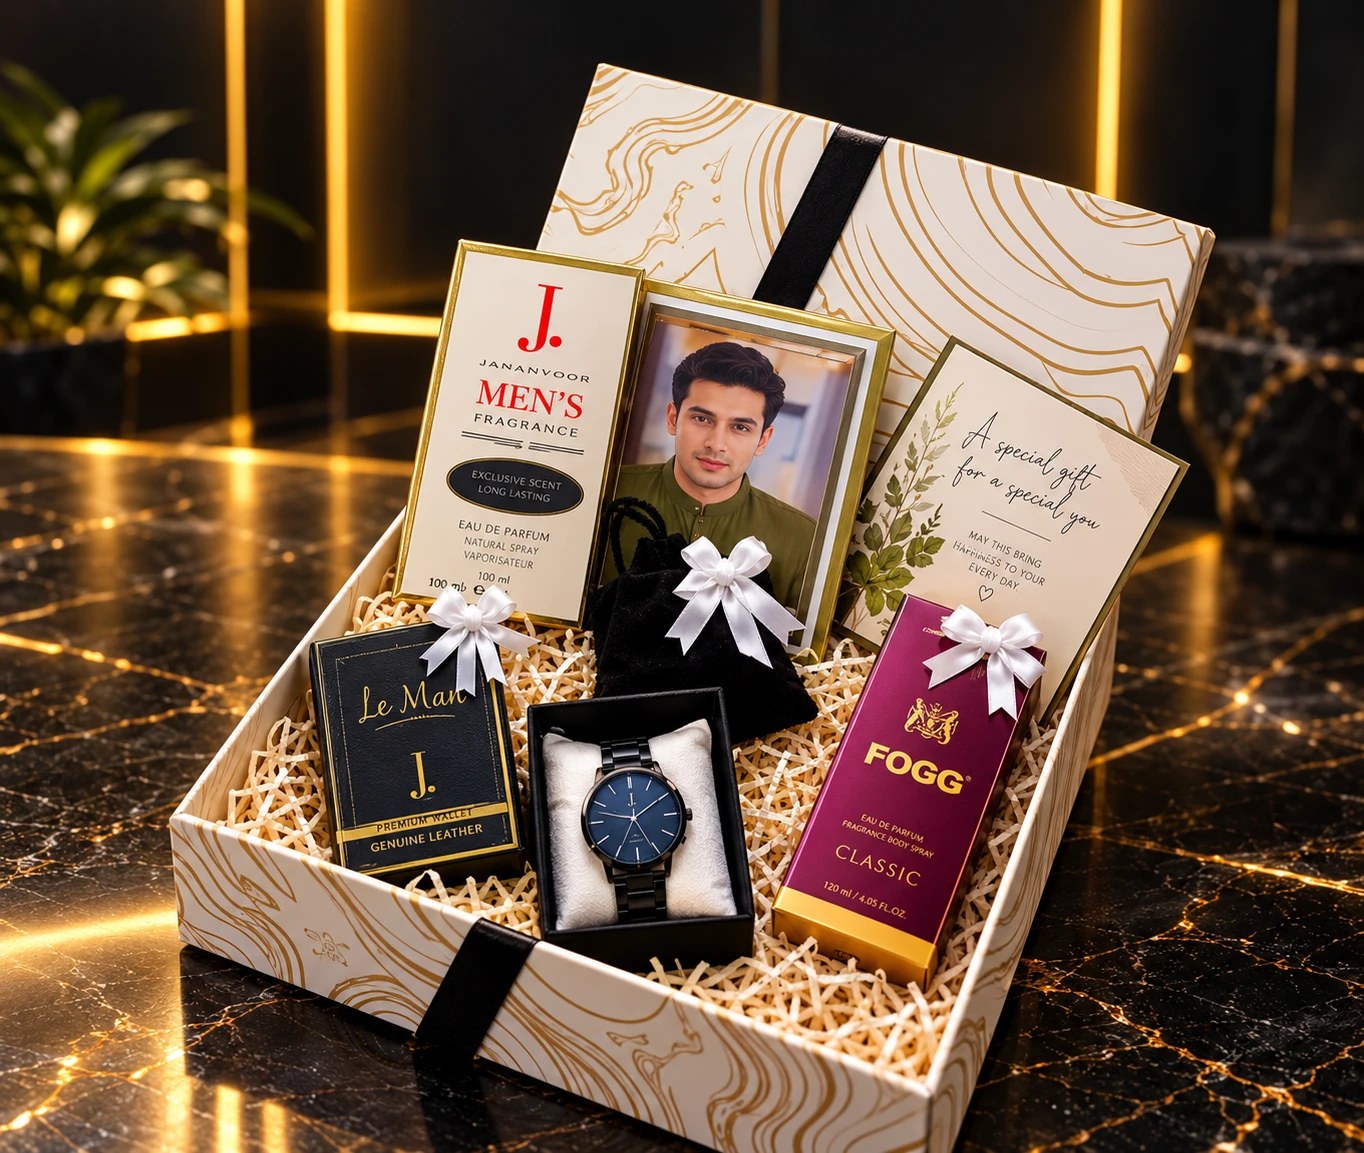 J.
JANANVOOR
MEN'S
FRAGRANCE
EXCLUSIVE SCENT
LONG LASTING
EAU DE PARFUM
NATURAL SPRAY
VAPORISATEUR
100 ml
100 mb e
A special gift
for a special you
MAY THIS BRING
HAPPINESS TO YOUR
EVERY DAY.
Le Man
J.
PREMIUM WALLET
GENUINE LEATHER
J.
FOGG®
EAU DE PARFUM
FRAGRANCE BODY SPRAY
CLASSIC
120 ml / 4.05 FL.OZ.